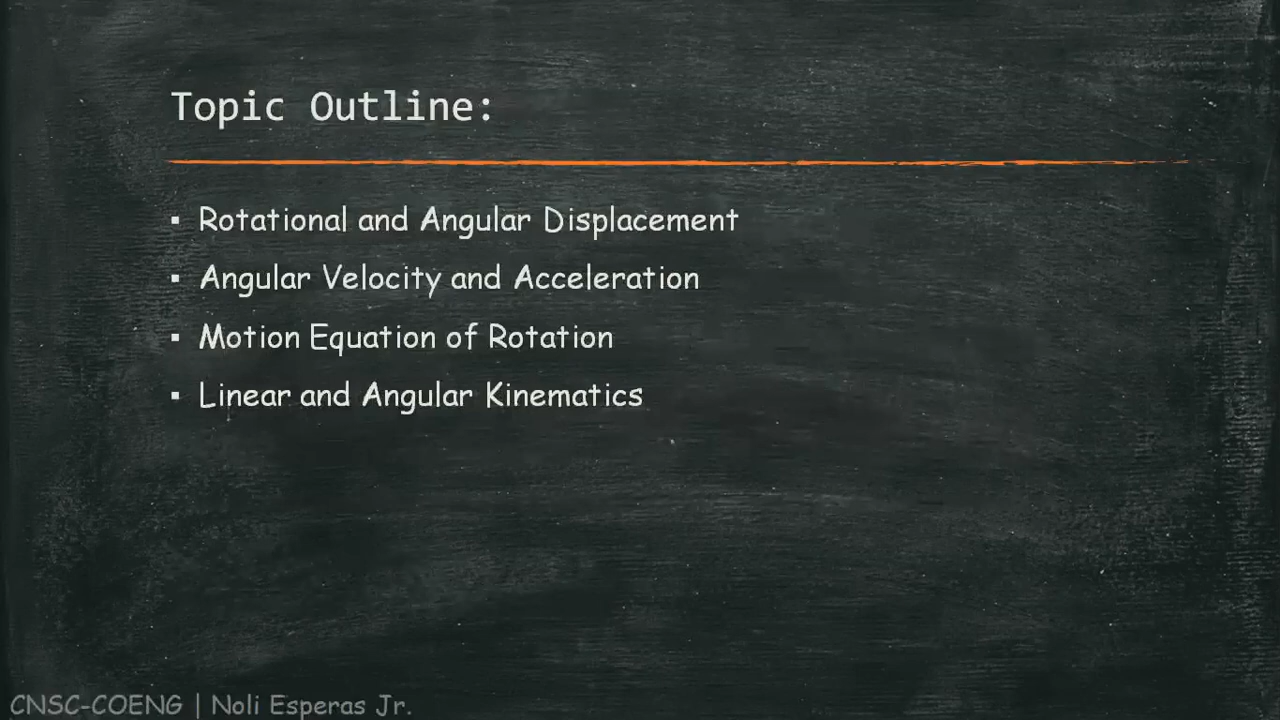 Topic Outline:
▪ Rotational and Angular Displacement
▪ Angular Velocity and Acceleration
▪ Motion Equation of Rotation
▪ Linear and Angular Kinematics
CNSC-COENG | Noli Esperas Jr.